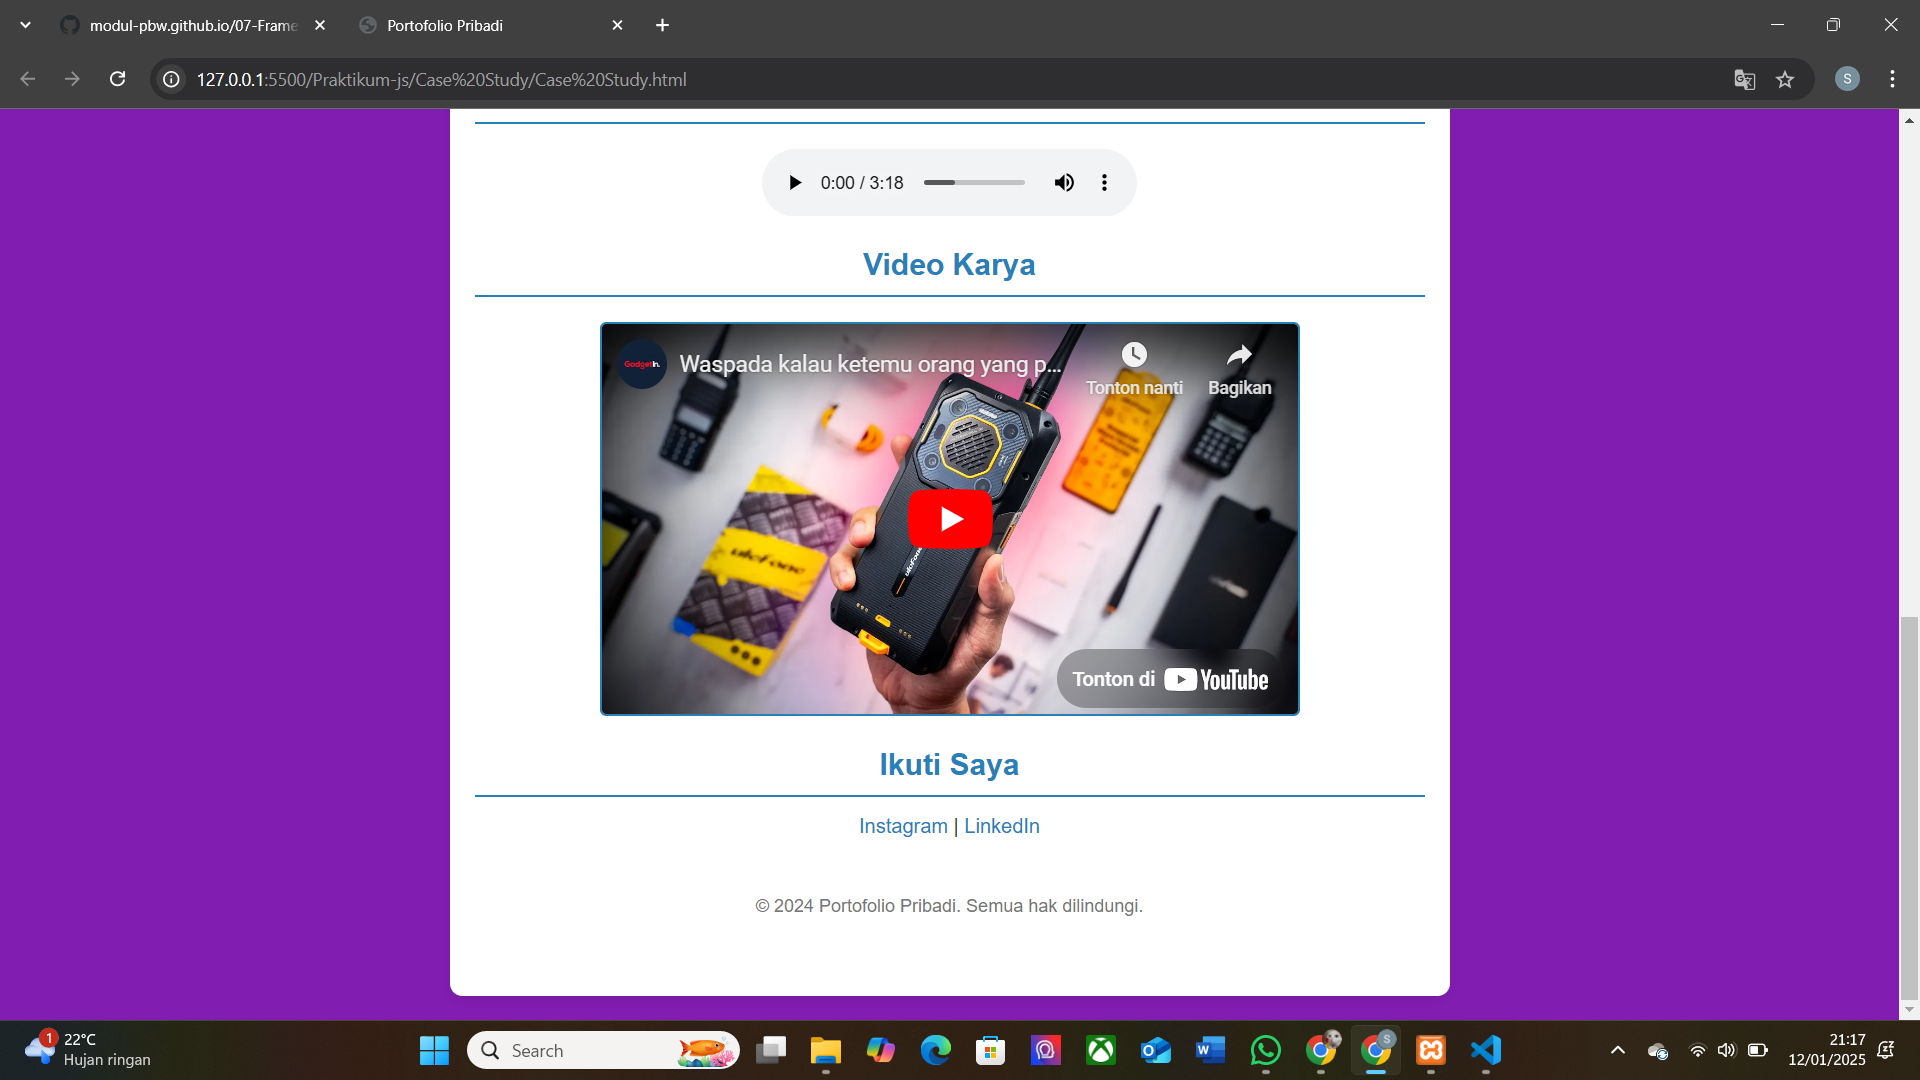 modul-pbw.github.io/07-Frame
Portofolio Pribadi
127.0.0.1:5500/Praktikum-js/Case%20Study/Case%20Study.html
S
0:00 / 3:18
Video Karya
GadgetIn.
Waspada kalau ketemu orang yang p...
Tonton nanti
Bagikan
ulefone
ulefone
Tonton di YouTube
Ikuti Saya
Instagram | LinkedIn
© 2024 Portofolio Pribadi. Semua hak dilindungi.
1
22°C
Hujan ringan
Search
S
21:17
12/01/2025